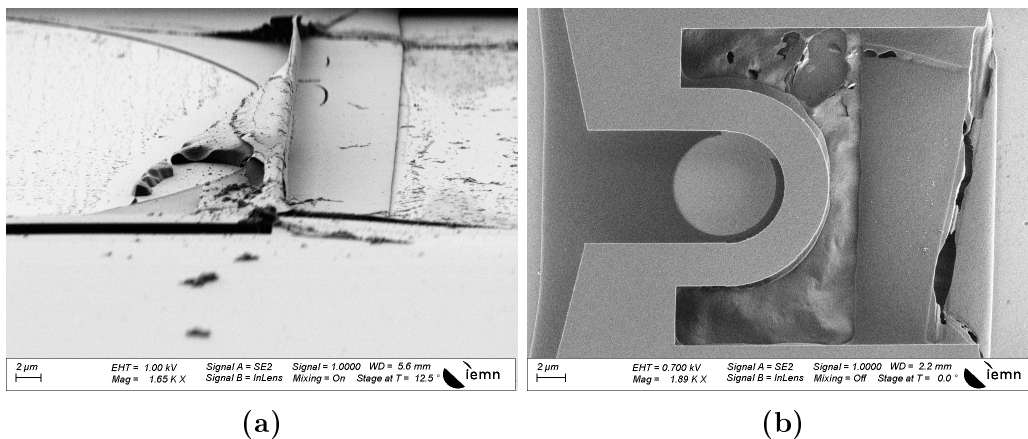 2 µm
EHT = 1.00 kV Signal A = SE2 Signal = 1.0000 WD = 5.6 mm
Mag = 1.65 K X Signal B = InLens Mixing = On Stage at T = 12.5 °
iemn
2 µm
EHT = 0.700 kV Signal A = SE2 Signal = 1.0000 WD = 2.2 mm
Mag = 1.89 K X Signal B = InLens Mixing = Off Stage at T = 0.0 °
iemn
(a) (b)